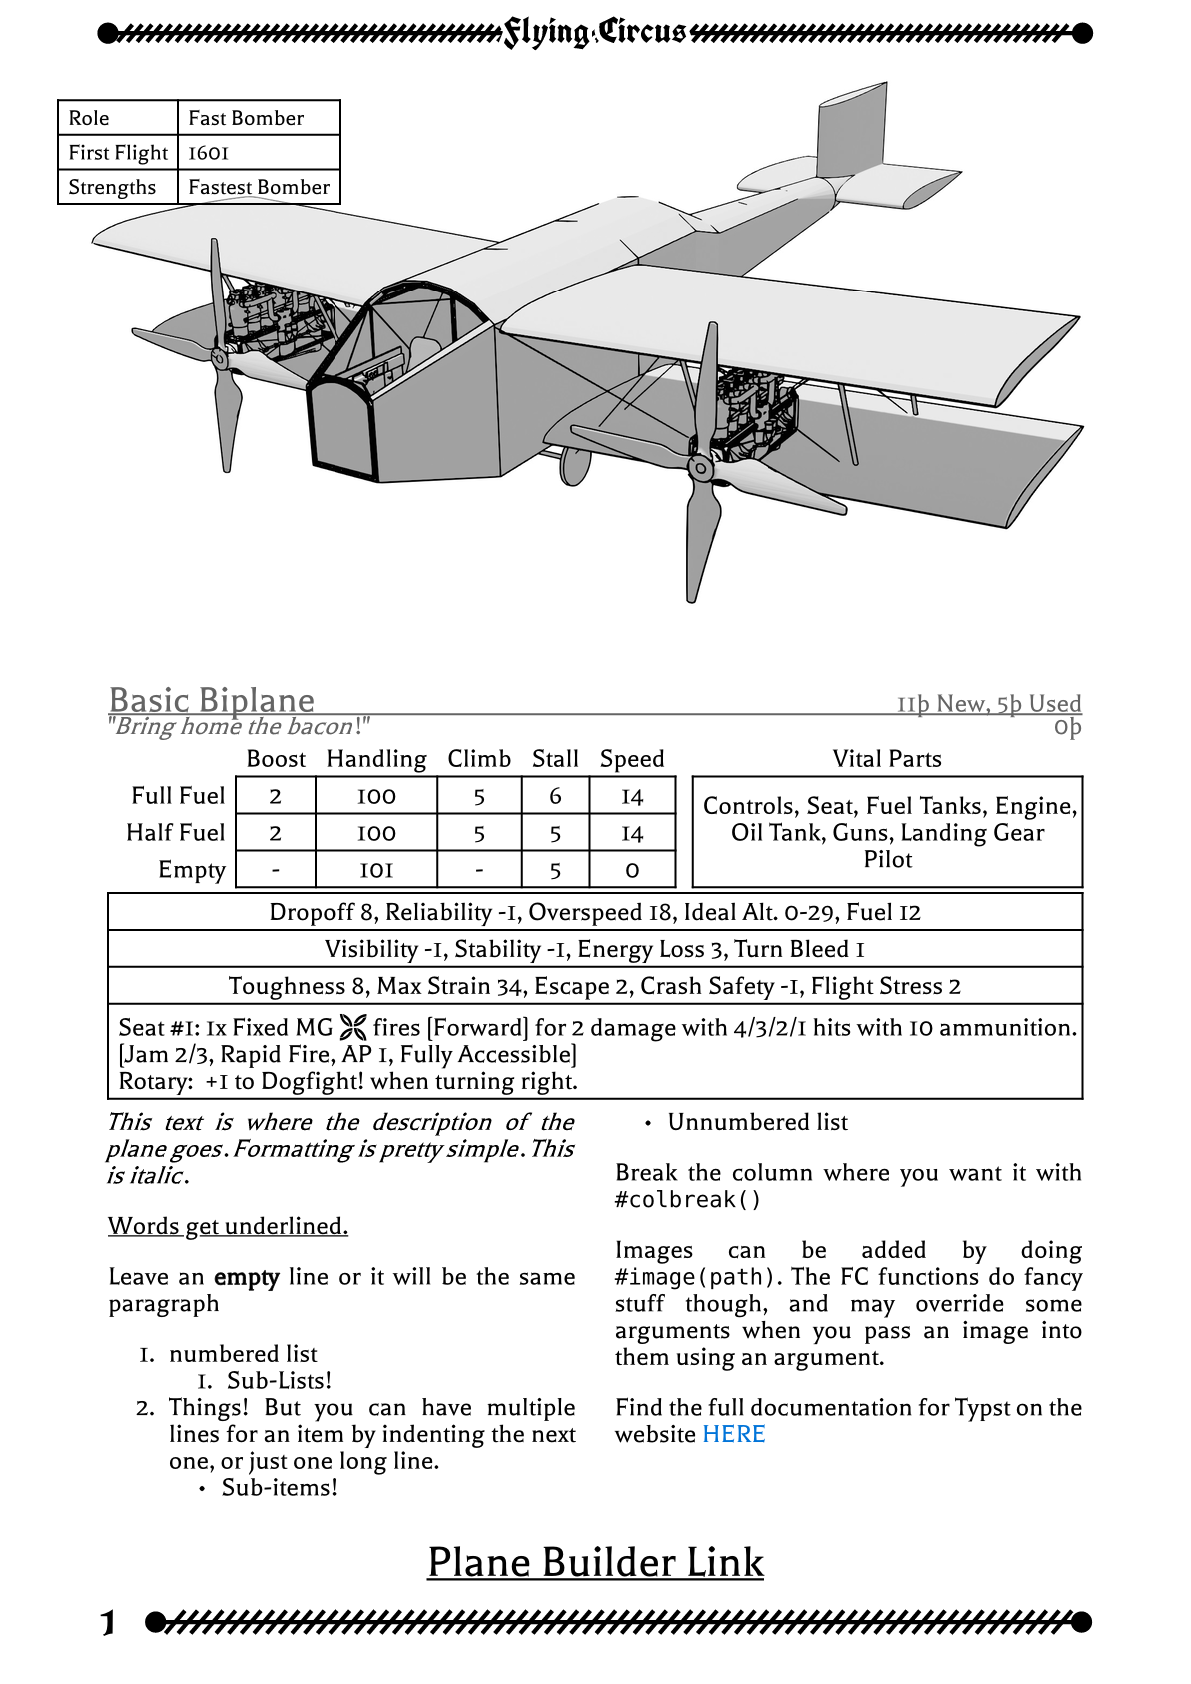 Flying Circus
Role Fast Bomber
First Flight 1601
Strengths Fastest Bomber
Basic Biplane 11þ New, 5þ Used
"Bring home the bacon!" 0þ
Boost Handling Climb Stall Speed Vital Parts
Full Fuel 2 100 5 6 14
Half Fuel 2 100 5 5 14
Empty - 101 - 5 0
Controls, Seat, Fuel Tanks, Engine,
Oil Tank, Guns, Landing Gear
Pilot
Dropoff 8, Reliability -1, Overspeed 18, Ideal Alt. 0-29, Fuel 12
Visibility -1, Stability -1, Energy Loss 3, Turn Bleed 1
Toughness 8, Max Strain 34, Escape 2, Crash Safety -1, Flight Stress 2
Seat #1: 1x Fixed MG fires [Forward] for 2 damage with 4/3/2/1 hits with 10 ammunition.
[Jam 2/3, Rapid Fire, AP 1, Fully Accessible]
Rotary: +1 to Dogfight! when turning right.
This text is where the description of the
plane goes. Formatting is pretty simple. This
is italic.
Words get underlined.
Leave an empty line or it will be the same
paragraph
1. numbered list
1. Sub-Lists!
2. Things! But you can have multiple
lines for an item by indenting the next
one, or just one long line.
• Sub-items!
• Unnumbered list
Break the column where you want it with
#colbreak()
Images can be added by doing
#image(path). The FC functions do fancy
stuff though, and may override some
arguments when you pass an image into
them using an argument.
Find the full documentation for Typst on the
website HERE
Plane Builder Link
1